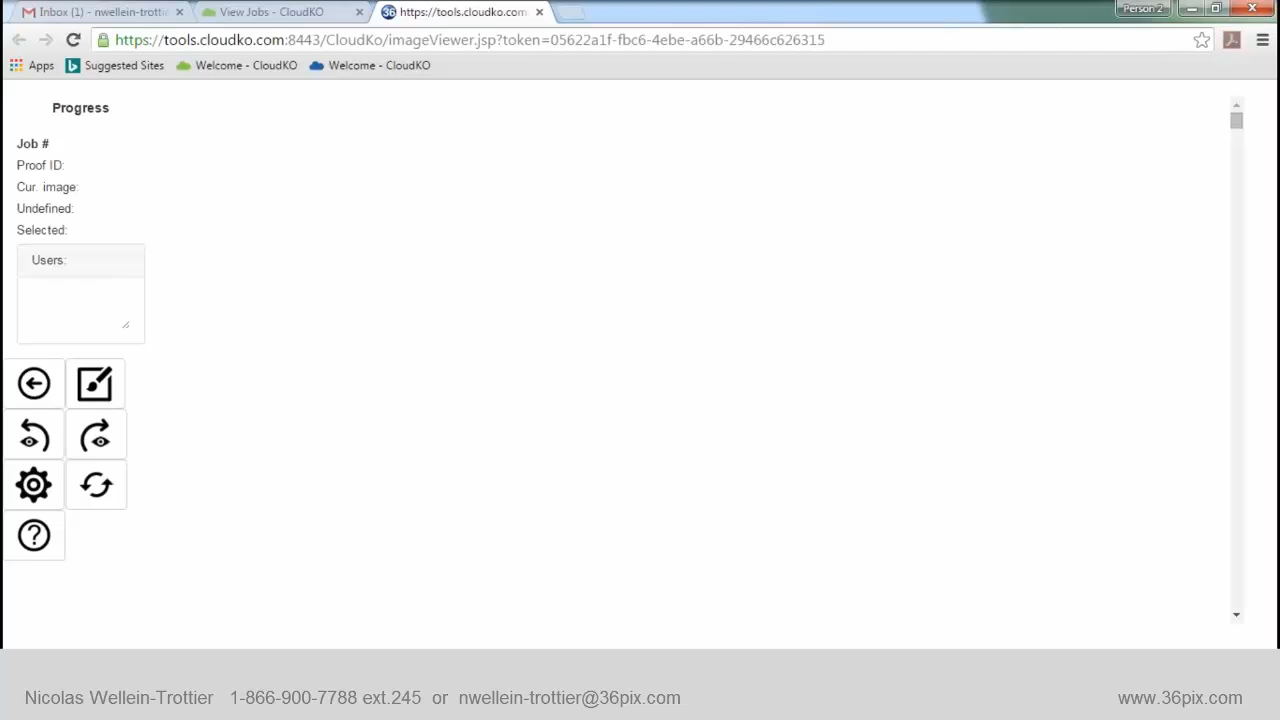 Inbox (1) - nwellein-trottie
View Jobs - CloudKO
36 https://tools.cloudko.com
Person 2
https://tools.cloudko.com:8443/CloudKo/imageViewer.jsp?token=05622a1f-fbc6-4ebe-a66b-29466c626315
Apps
Suggested Sites
Welcome - CloudKO
Welcome - CloudKO
Progress
Job #
Proof ID:
Cur. image:
Undefined:
Selected:
Users:
Nicolas Wellein-Trottier 1-866-900-7788 ext.245 or nwellein-trottier@36pix.com
www.36pix.com